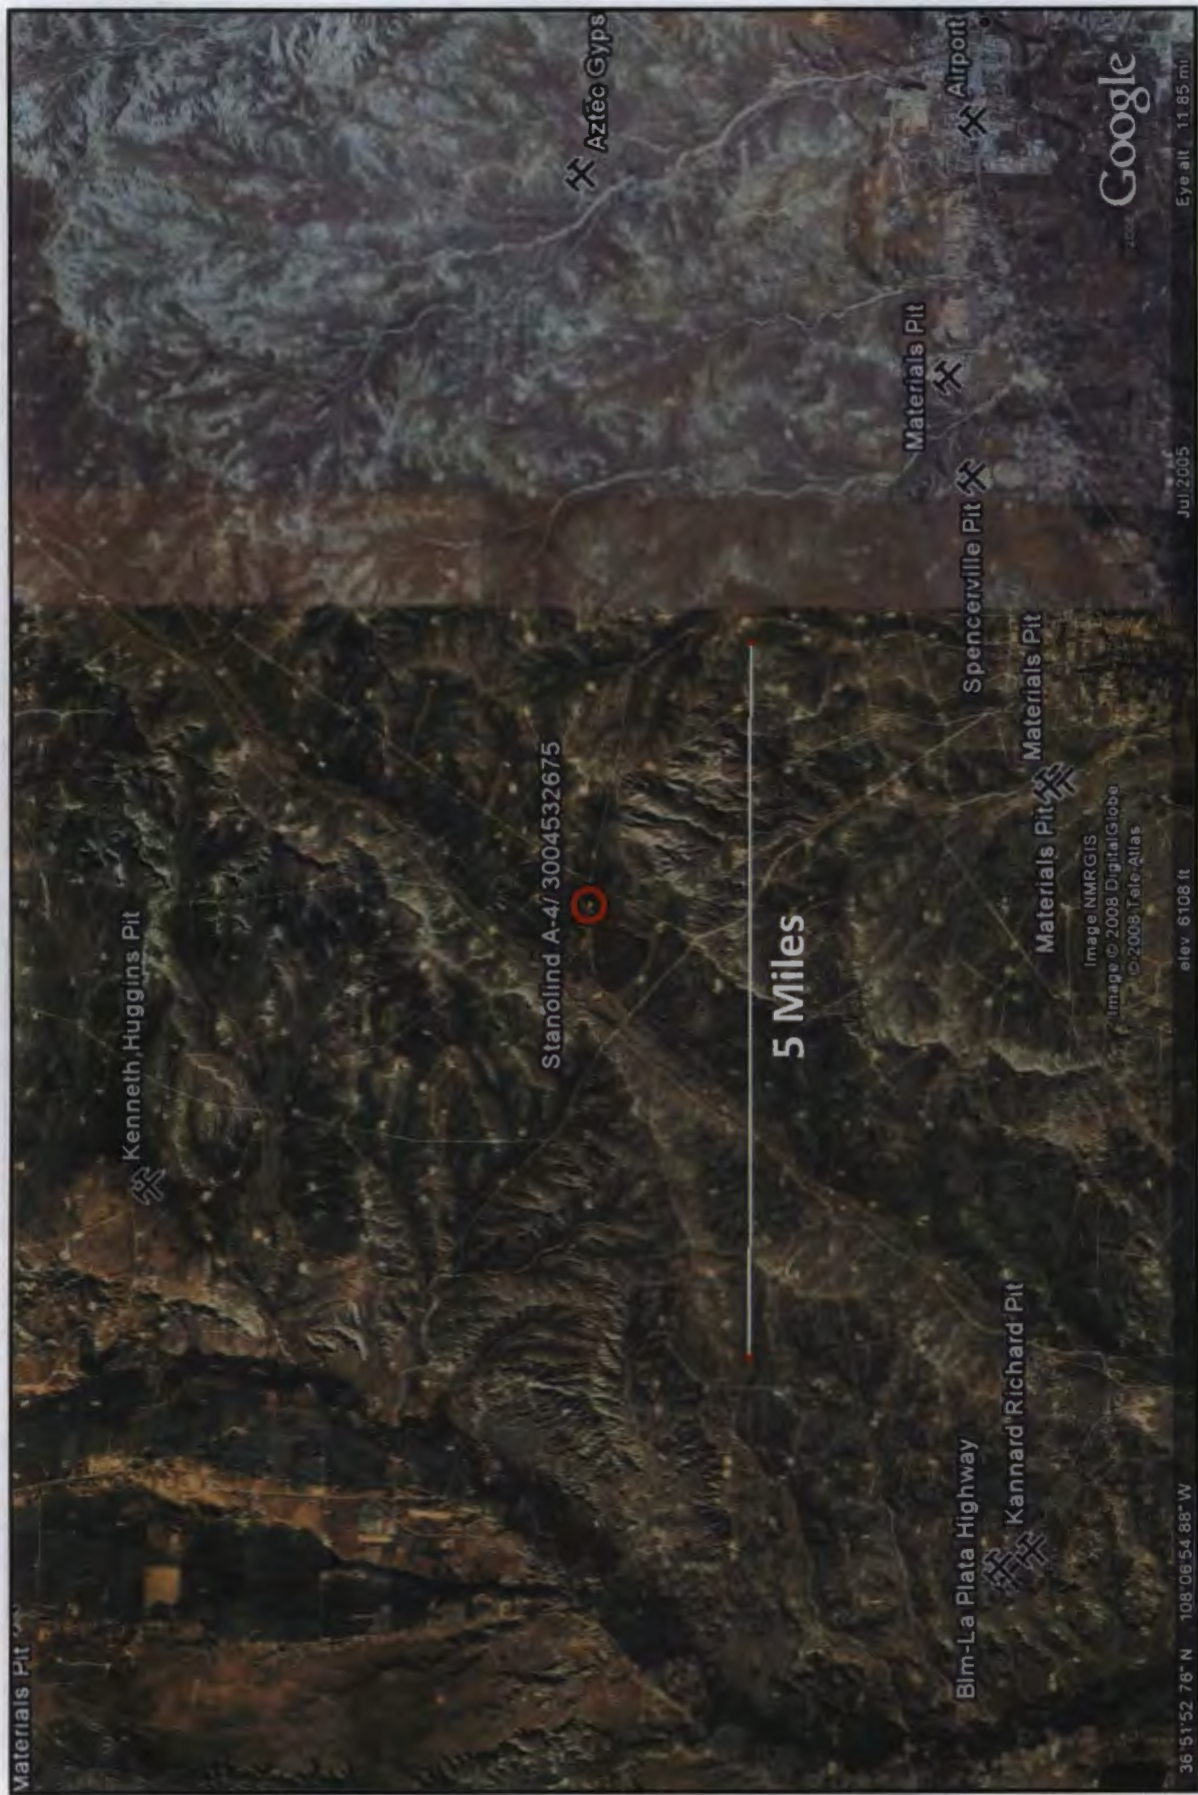 Materials Pit
Kenneth Huggins Pit
Stanolind A-4/ 3004532675
Aztec Gyps
5 Miles
Materials Pit
Airport
Spencerville Pit
Materials Pit
Materials Pit
Blm-La Plata Highway
Kannard Richard Pit
Image NMRGIS
Image © 2008 DigitalGlobe
© 2008 Tele Atlas
Google
36°51'52.76" N 108°06'54.88" W elev 6108 ft Jul 2005 Eye alt 11.85 mi